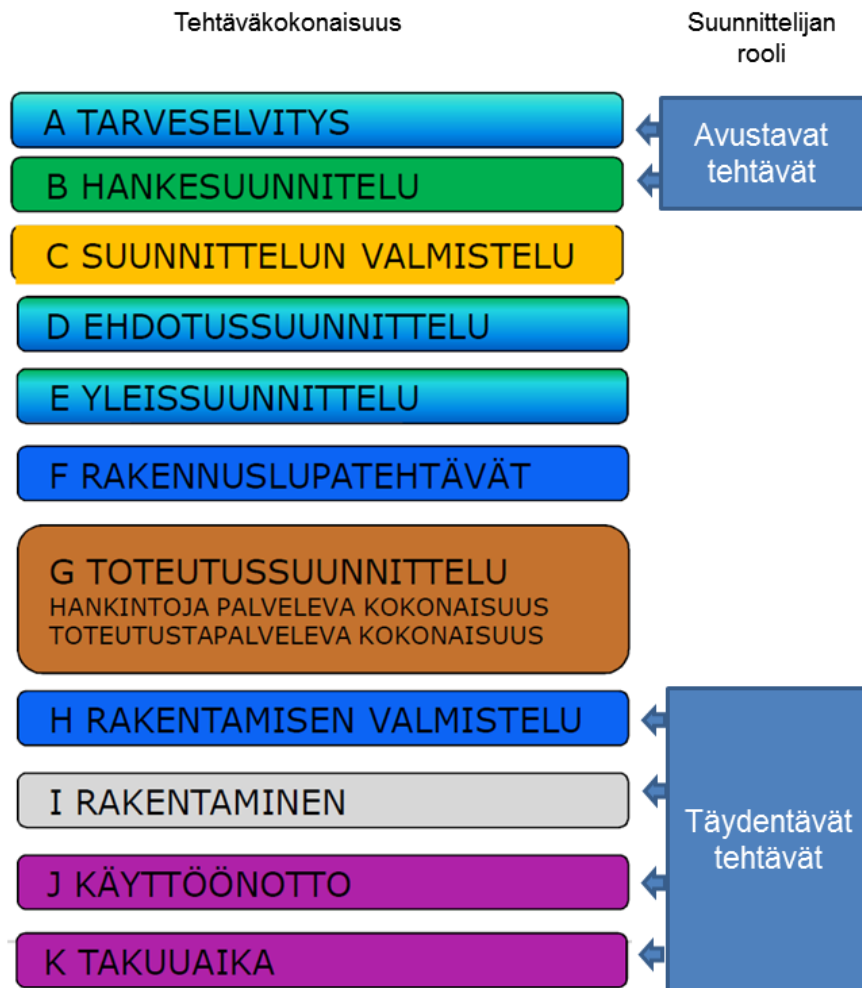 Tehtäväkokonaisuus
Suunnittelijan
rooli
A TARVESELVITYS
Avustavat
tehtävät
B HANKESUUNNITELU
C SUUNNITTELUN VALMISTELU
D EHDOTUSSUUNNITTELU
E YLEISSUUNNITTELU
F RAKENNUSLUPATEHTÄVÄT
G TOTEUTUSSUUNNITTELU
HANKINTOJA PALVELEVA KOKONAISUUS
TOTEUTUSTAPALVELEVA KOKONAISUUS
H RAKENTAMISEN VALMISTELU
I RAKENTAMINEN
Täydentävät
tehtävät
J KÄYTTÖÖNOTTO
K TAKUUAIKA